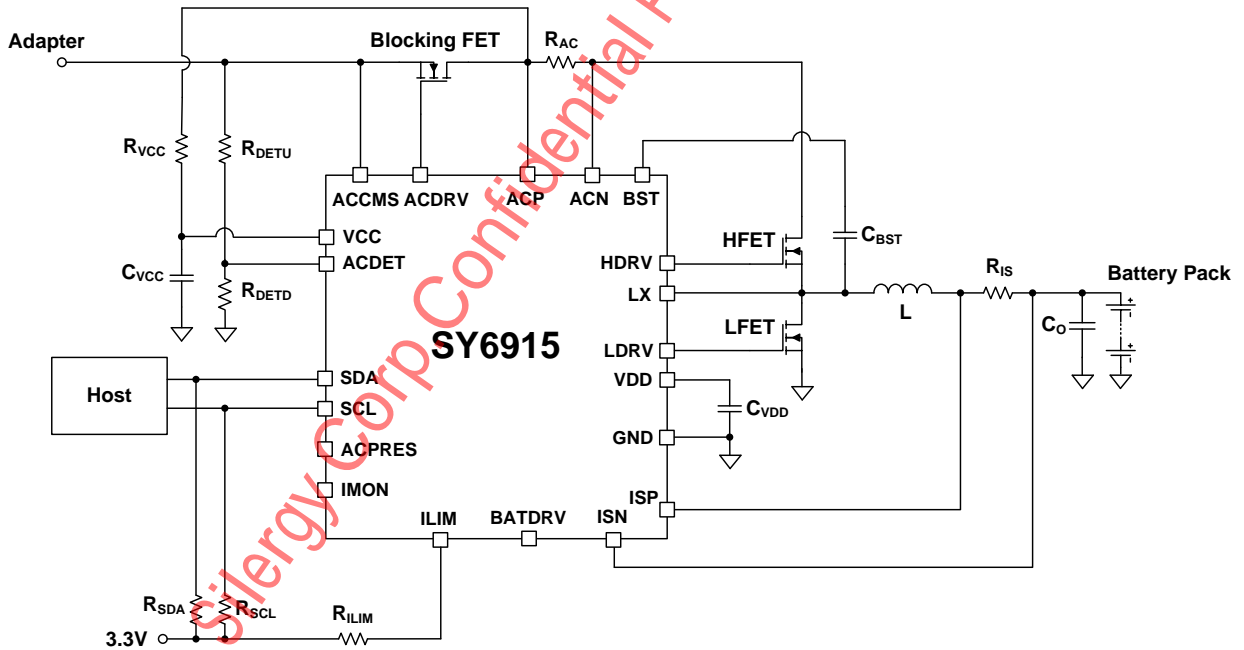 Adapter
Blocking FET
RAC
RVCC
RDETU
ACCMS
ACDRV
ACP
ACN
BST
VCC
ACDET
CVCC
RDETD
HFET
CBST
HDRV
LX
L
RIS
Battery Pack
CO
LFET
LDRV
SY6915
VDD
CVDD
GND
Host
SDA
SCL
ACPRES
IMON
ISP
ILIM
BATDRV
ISN
RSDA
RSCL
RILIM
3.3V
Silergy Corp. Confidential